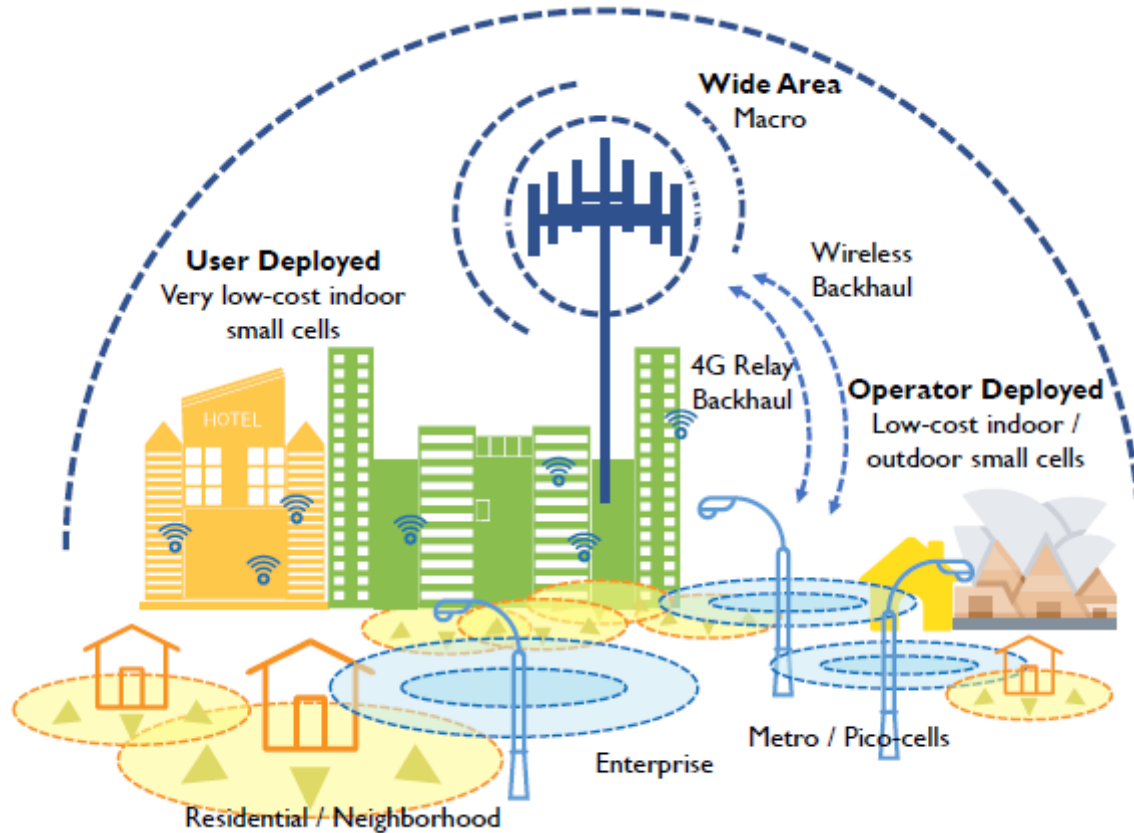 Wide Area
Macro
User Deployed
Very low-cost indoor
small cells
Wireless
Backhaul
4G Relay
Backhaul
Operator Deployed
Low-cost indoor /
outdoor small cells
HOTEL
Metro / Pico-cells
Enterprise
Residential / Neighborhood